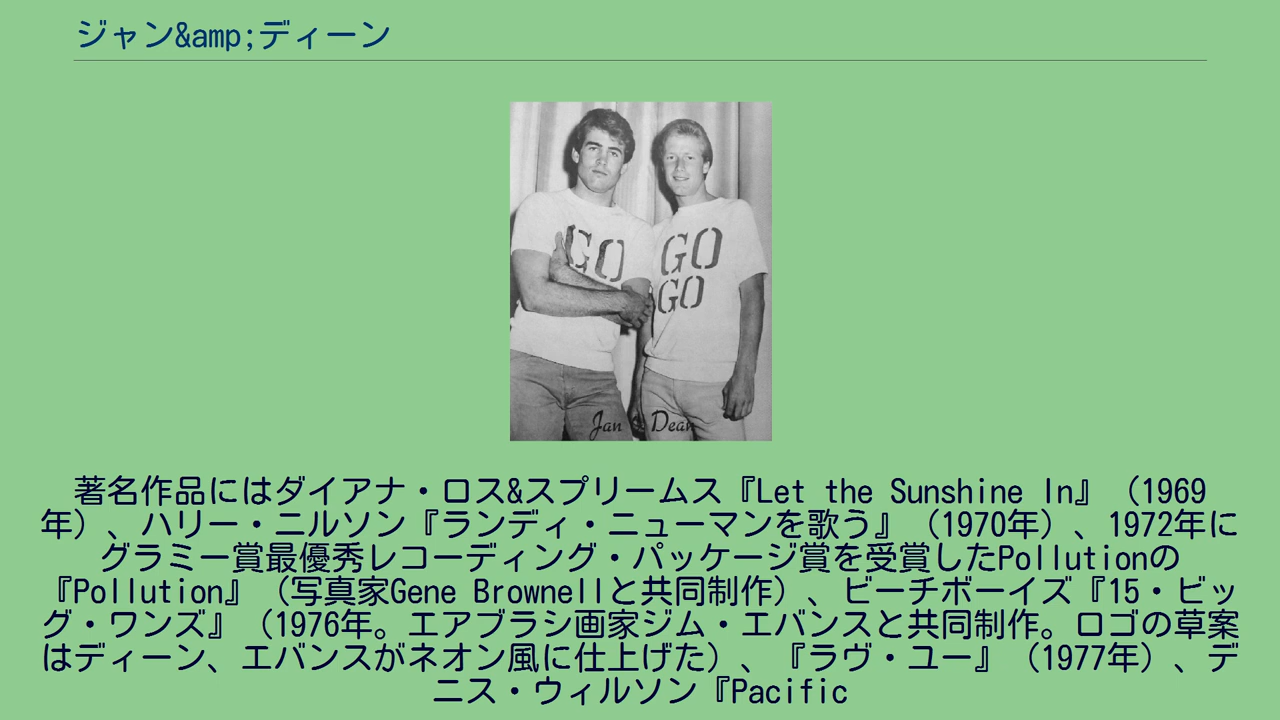 ジャン&amp;ディーン
GO GO
GO
Jan & Dean
著名作品にはダイアナ・ロス&スプリームス『Let the Sunshine In』（1969
年）、ハリー・ニルソン『ランディ・ニューマンを歌う』（1970年）、1972年に
グラミー賞最優秀レコーディング・パッケージ賞を受賞したPollutionの
『Pollution』（写真家Gene Brownellと共同制作）、ビーチボーイズ『15・ビッ
グ・ワンズ』（1976年。エアブラシ画家ジム・エバンスと共同制作。ロゴの草案
はディーン、エバンスがネオン風に仕上げた）、『ラヴ・ユー』（1977年）、デ
ニス・ウィルソン『Pacific